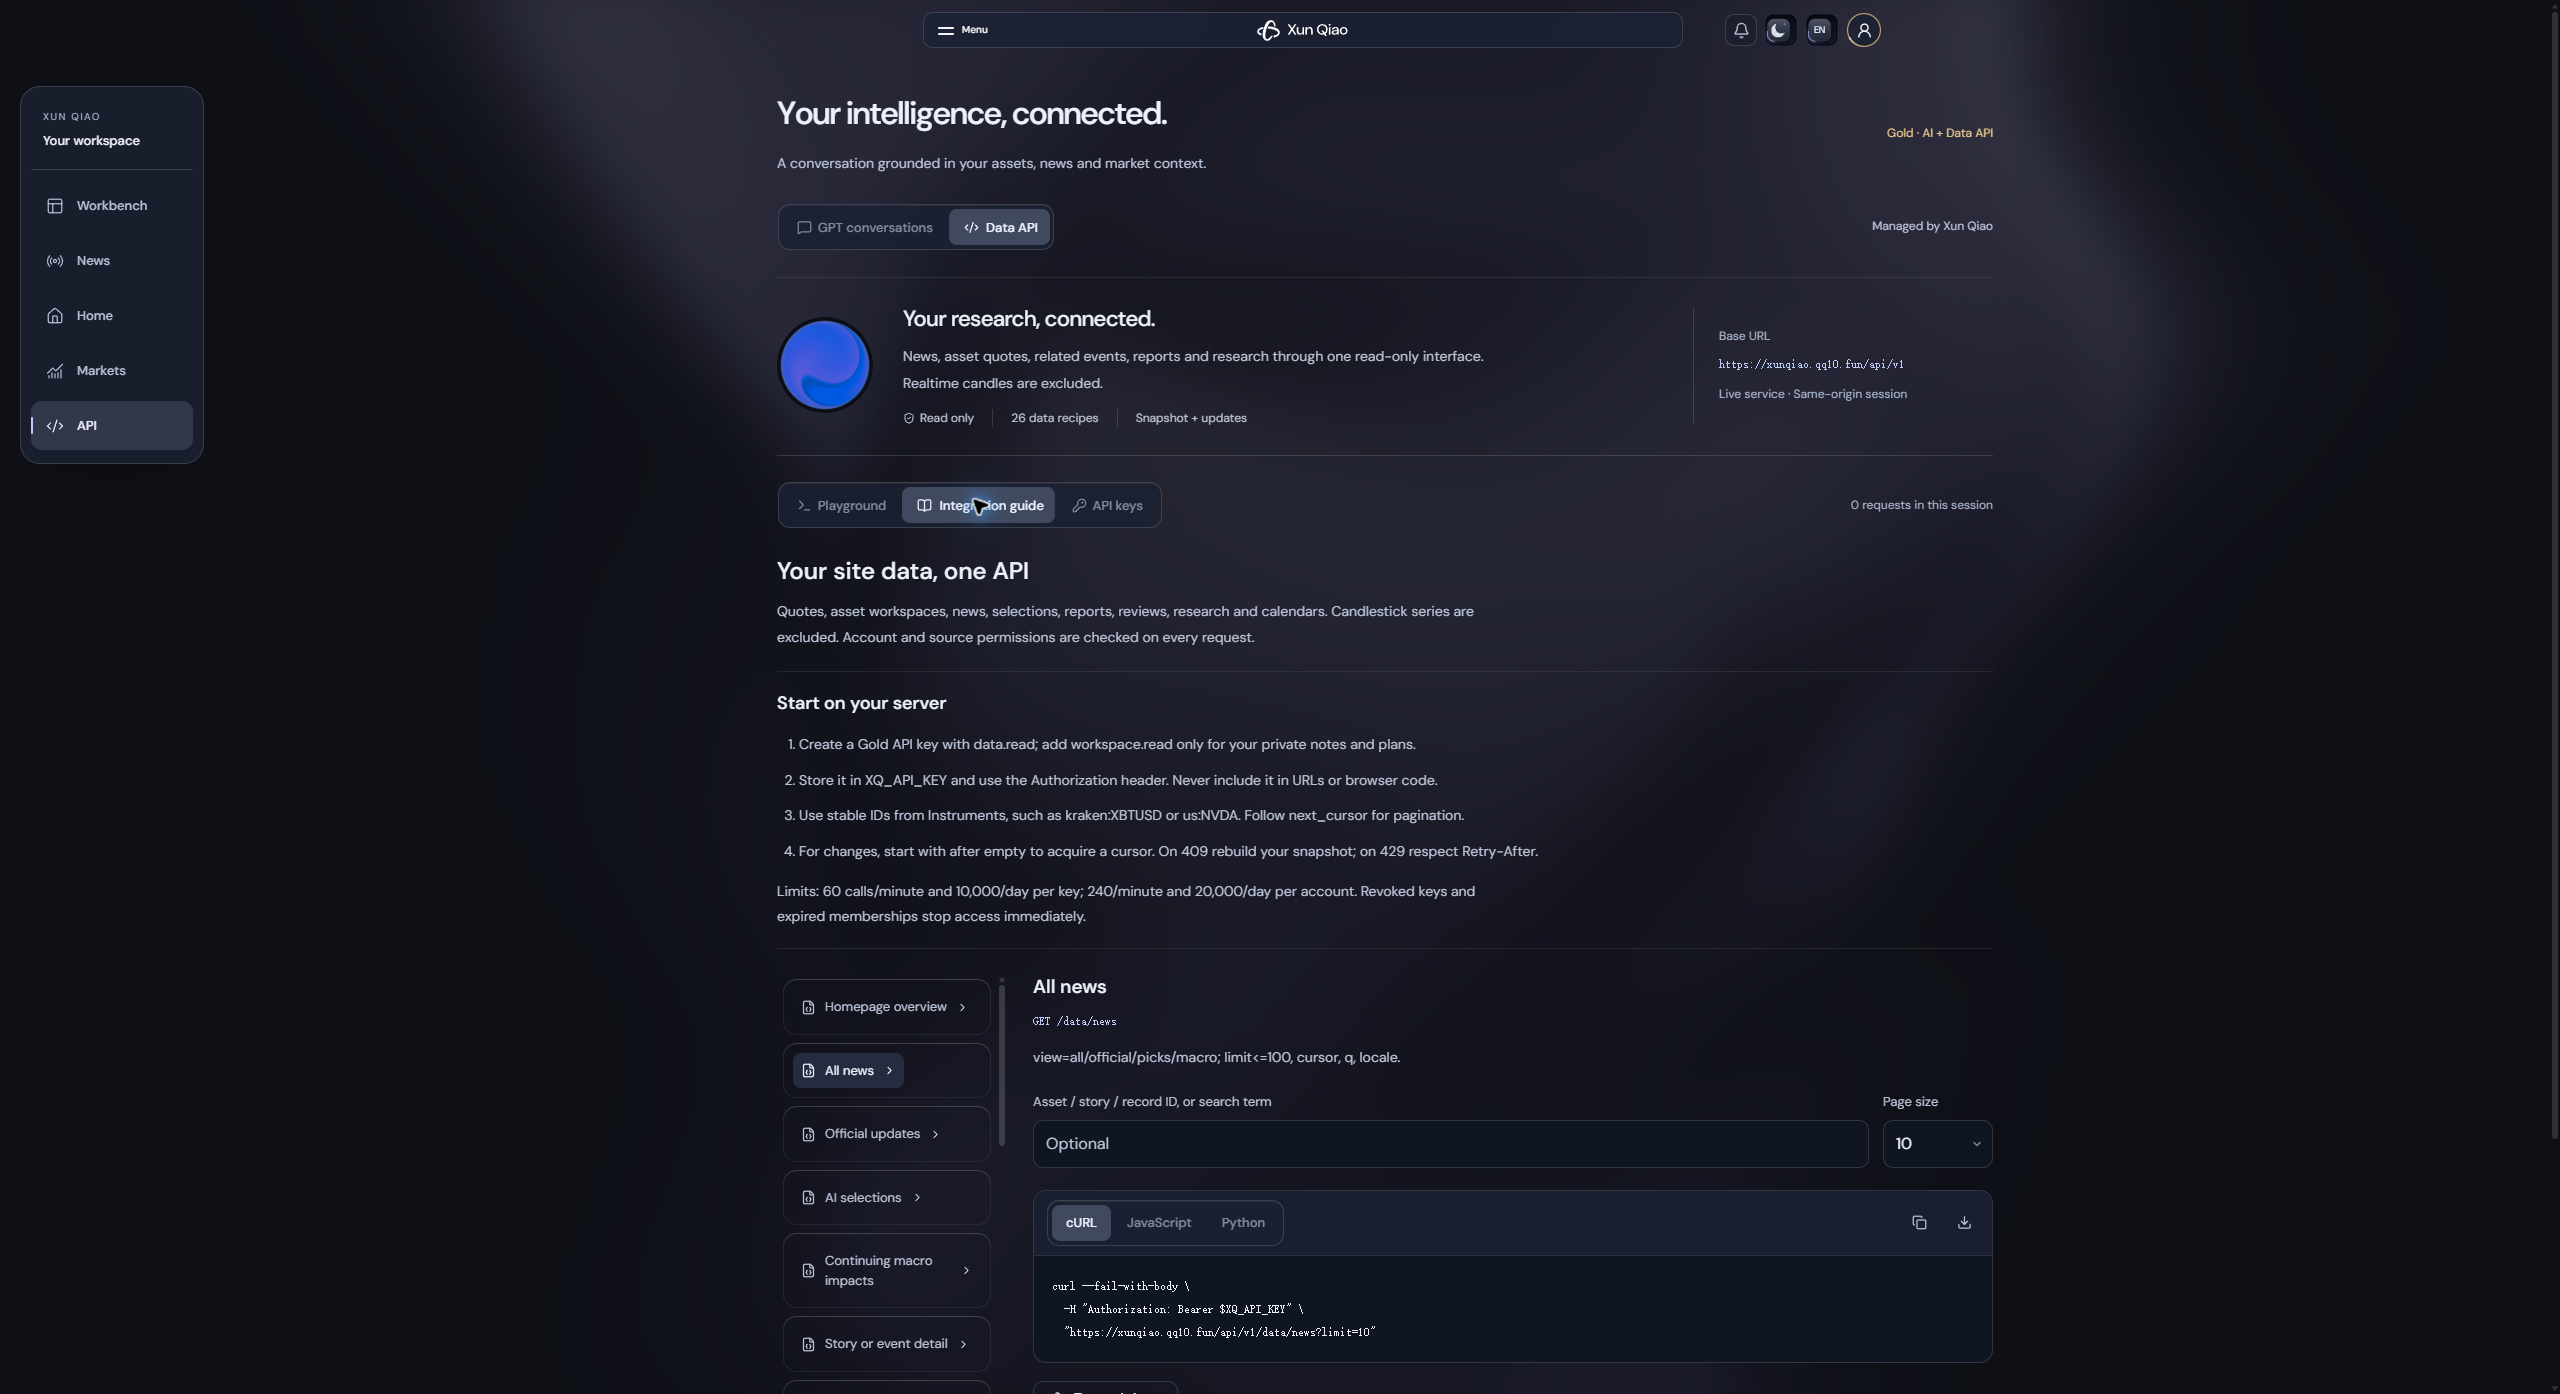 Menu
Xun Qiao
EN
XUN QIAO
Your workspace
Workbench
News
Home
Markets
API
Your intelligence, connected.
Gold · AI + Data API
A conversation grounded in your assets, news and market context.
GPT conversations
Data API
Managed by Xun Qiao
Your research, connected.
News, asset quotes, related events, reports and research through one read-only interface.
Realtime candles are excluded.
Read only
26 data recipes
Snapshot + updates
Base URL
https://xunqiao.qq10.fun/api/v1
Live service · Same-origin session
Playground
guide
API keys
0 requests in this session
Your site data, one API
Quotes, asset workspaces, news, selections, reports, reviews, research and calendars. Candlestick series are
excluded. Account and source permissions are checked on every request.
Start on your server
1. Create a Gold API key with data.read; add workspace.read only for your private notes and plans.
2. Store it in XQ_API_KEY and use the Authorization header. Never include it in URLs or browser code.
3. Use stable IDs from Instruments, such as kraken:XBTUSD or us:NVDA. Follow next_cursor for pagination.
4. For changes, start with after empty to acquire a cursor. On 409 rebuild your snapshot; on 429 respect Retry-After.
Limits: 60 calls/minute and 10,000/day per key; 240/minute and 20,000/day per account. Revoked keys and
expired memberships stop access immediately.
Homepage overview
All news
Official updates
AI selections
Continuing macro
impacts
Story or event detail
All news
GET /data/news
view=all/official/picks/macro; limit<=100, cursor, q, locale.
Asset / story / record ID, or search term
Page size
Optional
10
cURL
JavaScript
Python
curl --fail-with-body \
-H "Authorization: Bearer $XQ_API_KEY" \
"https://xunqiao.qq10.fun/api/v1/data/news?limit=10"